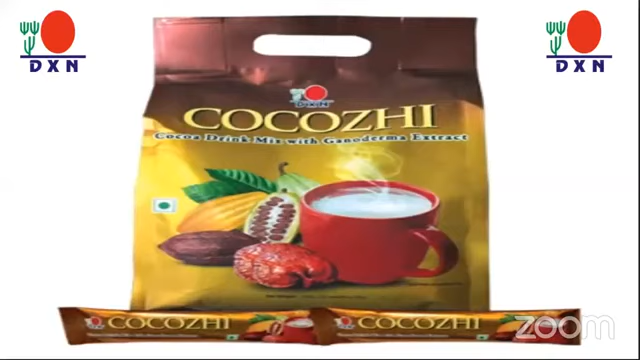 DXN
DXN
DXN
COCOZHI
Cocoa Drink Mix with Ganoderma Extract
COCOZHI
COCOZHI
zoom